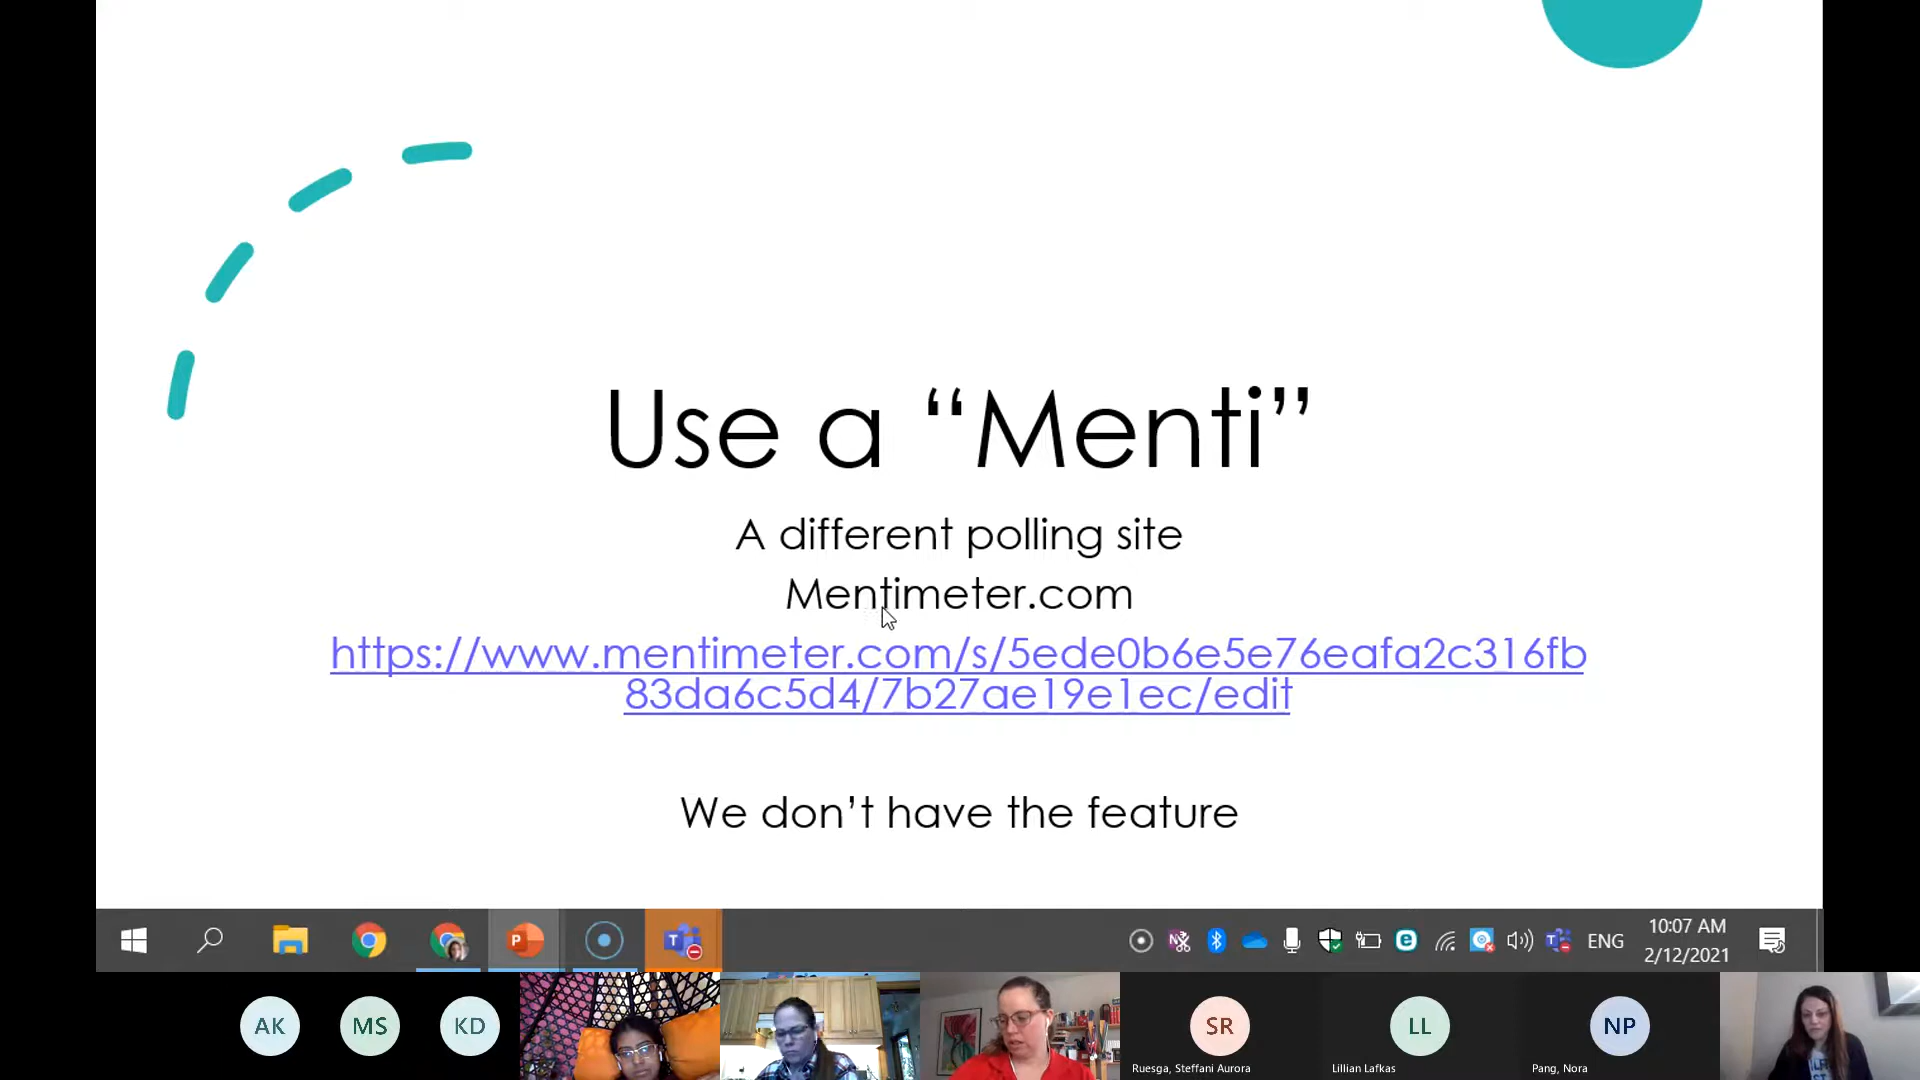 Use a “Menti”
A different polling site
Mentimeter.com
https://www.mentimeter.com/s/5ede0b6e5e76eafa2c316fb
83da6c5d4/7b27ae19e1ec/edit
We don’t have the feature
ENG
10:07 AM
2/12/2021
AK
MS
KD
SR
Ruesga, Steffani Aurora
LL
Lillian Lafkas
NP
Pang, Nora